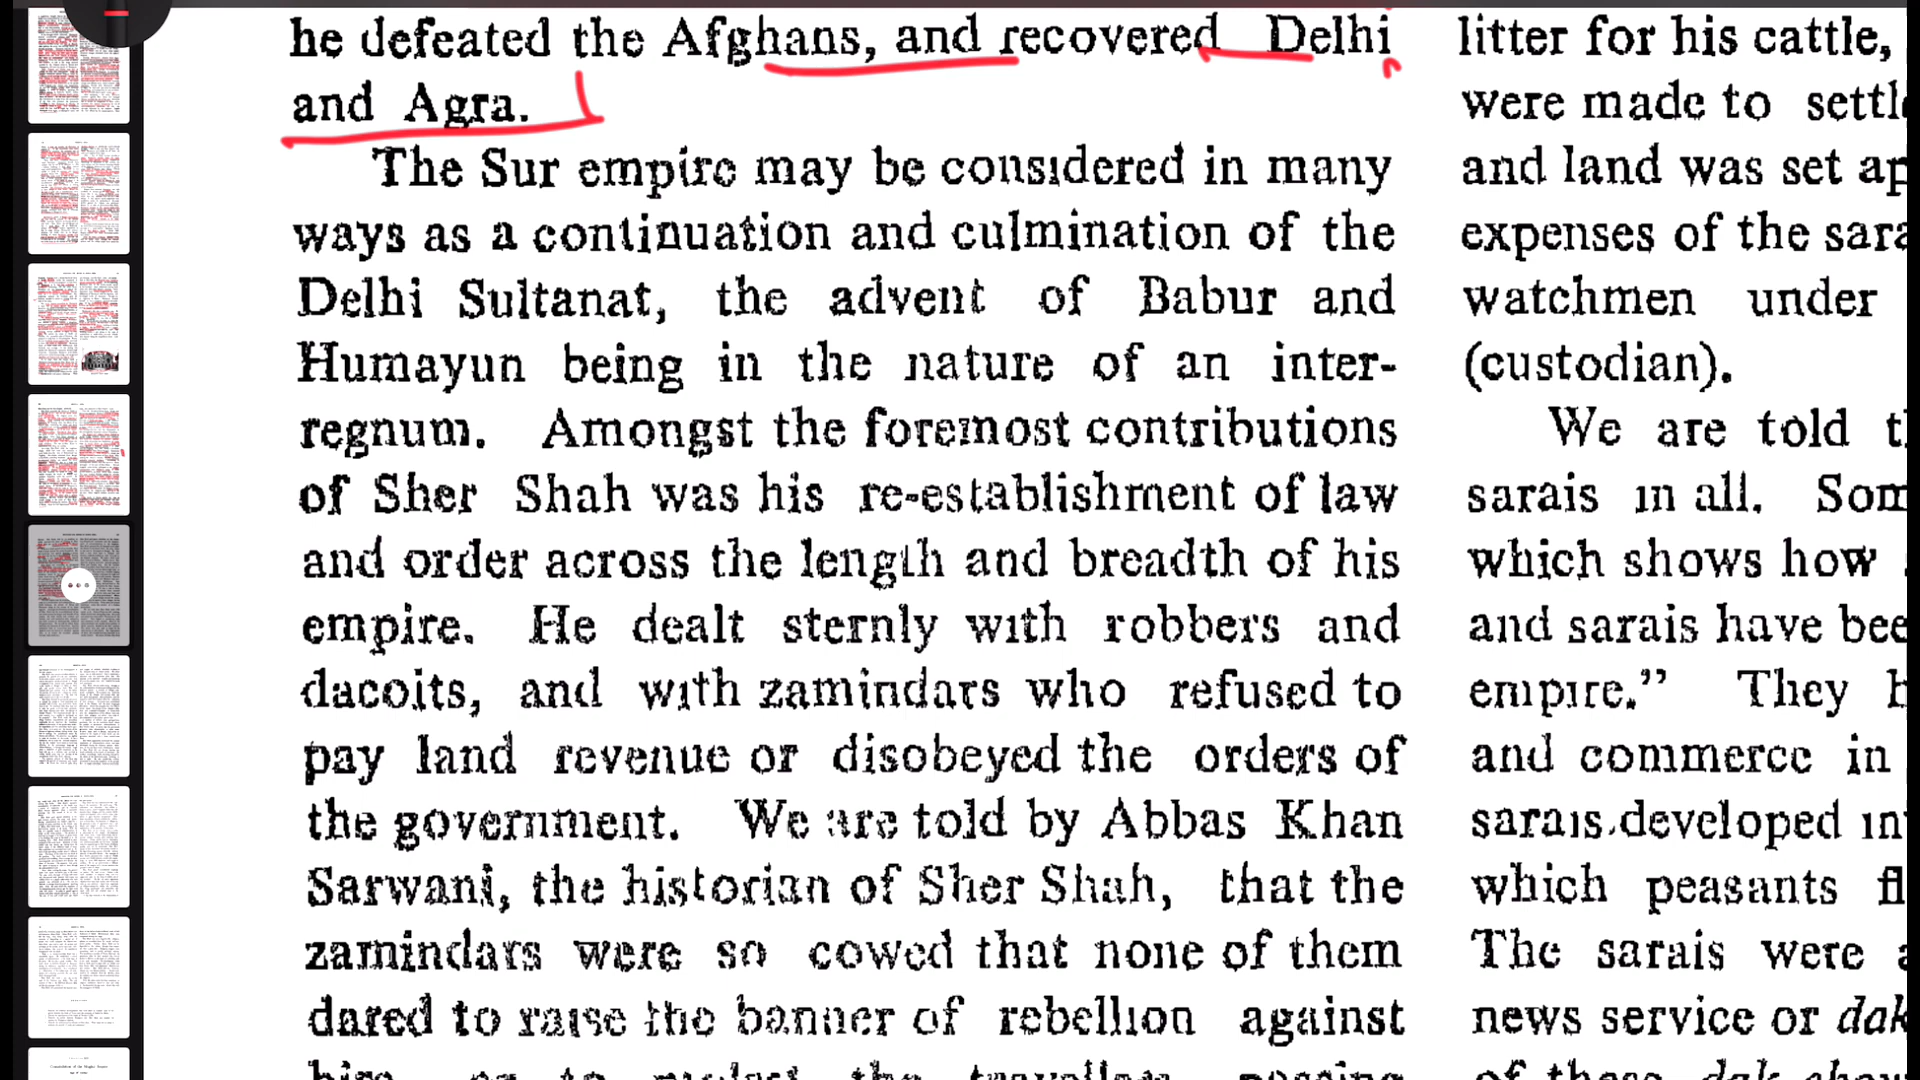 he defeated the Afghans, and recovered Delhi
and Agra.
The Sur empire may be considered in many
ways as a continuation and culmination of the
Delhi Sultanat, the advent of Babur and
Humayun being in the nature of an inter-
regnum. Amongst the foremost contributions
of Sher Shah was his re-establishment of law
and order across the length and breadth of his
empire. He dealt sternly with robbers and
dacoits, and with zamindars who refused to
pay land revenue or disobeyed the orders of
the government. We are told by Abbas Khan
Sarwani, the historian of Sher Shah, that the
zamindars were so cowed that none of them
dared to raise the banner of rebellion against
litter for his cattle,
were made to
and land was set
expenses of the
watchmen under
(custodian).
We are told
sarais in all.
which shows how
and sarais have
empire." They
and commerce in
sarais developed
which peasants
The sarais were
news service or